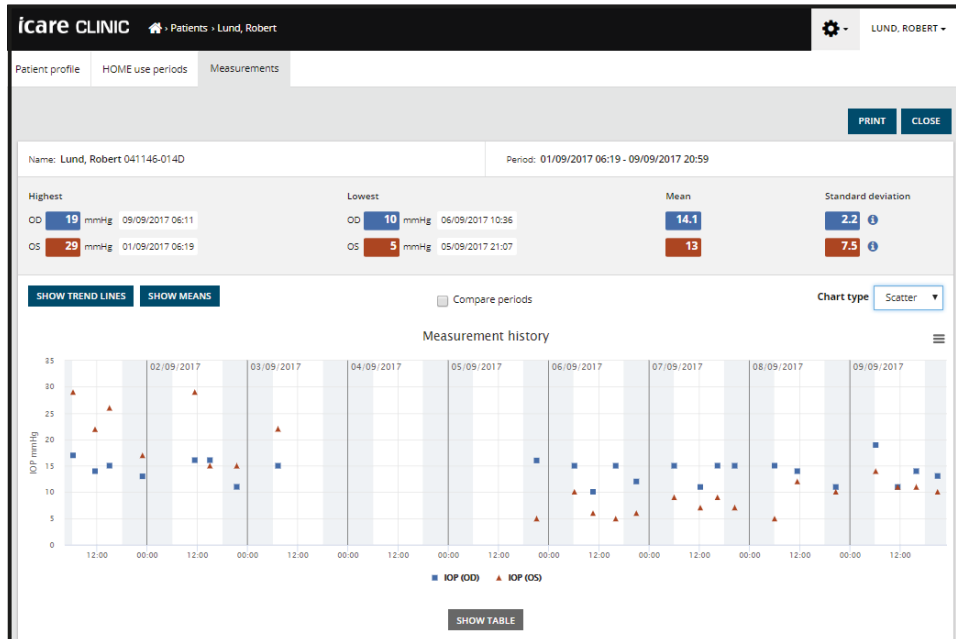 icare CLINIC › Patients › Lund, Robert LUND, ROBERT
Patient profile HOME use periods Measurements
PRINT CLOSE
Name: Lund, Robert 041146-014D Period: 01/09/2017 06:19 - 09/09/2017 20:59
Highest Lowest Mean Standard deviation
OD 19 mmHg 09/09/2017 06:11 OD 10 mmHg 06/09/2017 10:36 14.1 2.2
OS 29 mmHg 01/09/2017 06:19 OS 5 mmHg 05/09/2017 21:07 13 7.5
SHOW TREND LINES SHOW MEANS Compare periods Chart type Scatter
Measurement history
35 02/09/2017 03/09/2017 04/09/2017 05/09/2017 06/09/2017 07/09/2017 08/09/2017 09/09/2017
30
25
20
IOP mmHg
15
10
5
0
12:00 00:00 12:00 00:00 12:00 00:00 12:00 00:00 12:00 00:00 12:00 00:00 12:00 00:00 12:00 00:00 12:00
IOP (OD) IOP (OS)
SHOW TABLE